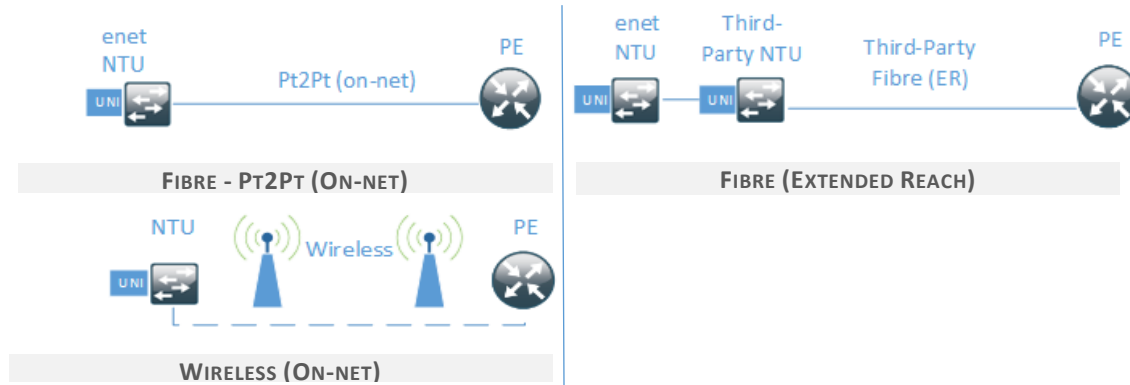 enet
NTU
UNI
Pt2Pt (on-net)
PE
FIBRE - PT2PT (ON-NET)
NTU
UNI
Wireless
PE
WIRELESS (ON-NET)
enet
NTU
UNI
Third-
Party NTU
UNI
Third-Party
Fibre (ER)
PE
FIBRE (EXTENDED REACH)